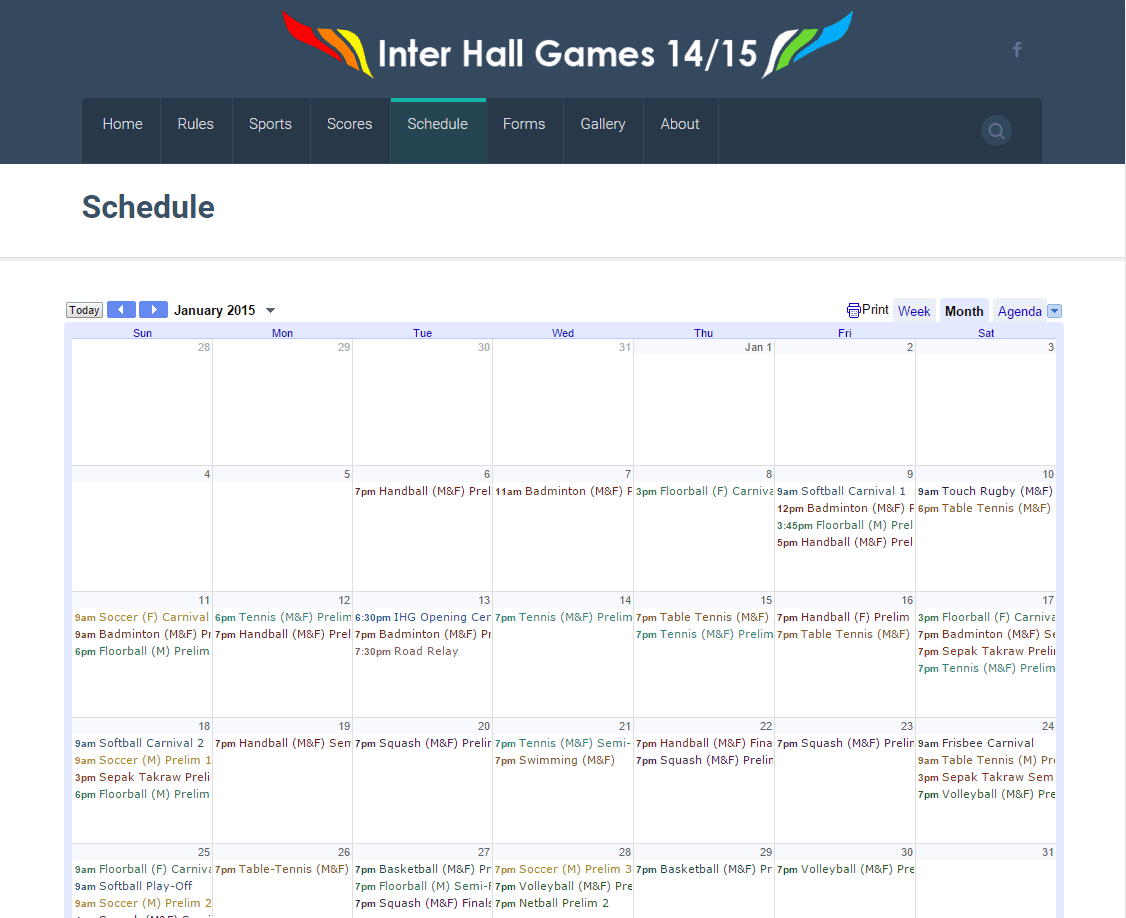 Inter Hall Games 14/15
f
Home Rules Sports Scores Schedule Forms Gallery About
Schedule
Today January 2015 Print Week Month Agenda
Sun Mon Tue Wed Thu Fri Sat
28 29 30 31 Jan 1 2 3
4 5 6 7 8 9 10
7pm Handball (M&F) Prel 11am Badminton (M&F) P 3pm Floorball (F) Carniva 9am Softball Carnival 1 9am Touch Rugby (M&F)
12pm Badminton (M&F) P 6pm Table Tennis (M&F)
3:45pm Floorball (M) Prel
5pm Handball (M&F) Prel
11 12 13 14 15 16 17
9am Soccer (F) Carnival 6pm Tennis (M&F) Prelim 6:30pm IHG Opening Cer 7pm Tennis (M&F) Prelim 7pm Table Tennis (M&F) 7pm Handball (F) Prelim 3pm Floorball (F) Carniva
9am Badminton (M&F) Pr 7pm Handball (M&F) Prel 7pm Badminton (M&F) Pr 7pm Tennis (M&F) Prelim 7pm Table Tennis (M&F) 7pm Badminton (M&F) Se
6pm Floorball (M) Prelim 7:30pm Road Relay 7pm Sepak Takraw Prelin
7pm Tennis (M&F) Prelim
18 19 20 21 22 23 24
9am Softball Carnival 2 7pm Handball (M&F) Sem 7pm Squash (M&F) Prelin 7pm Tennis (M&F) Semi- 7pm Handball (M&F) Fina 7pm Squash (M&F) Prelin 9am Frisbee Carnival
9am Soccer (M) Prelim 1 7pm Swimming (M&F) 7pm Squash (M&F) Prelin 9am Table Tennis (M) Pr
3pm Sepak Takraw Preli 3pm Sepak Takraw Sem
6pm Floorball (M) Prelim 7pm Volleyball (M&F) Pre
25 26 27 28 29 30 31
9am Floorball (F) Carniva 7pm Table-Tennis (M&F) 7pm Basketball (M&F) Pr 7pm Soccer (M) Prelim 3 7pm Basketball (M&F) Pr 7pm Volleyball (M&F) Pre
9am Softball Play-Off 7pm Floorball (M) Semi-F 7pm Volleyball (M&F) Pre
9am Soccer (M) Prelim 2 7pm Squash (M&F) Finals 7pm Netball Prelim 2